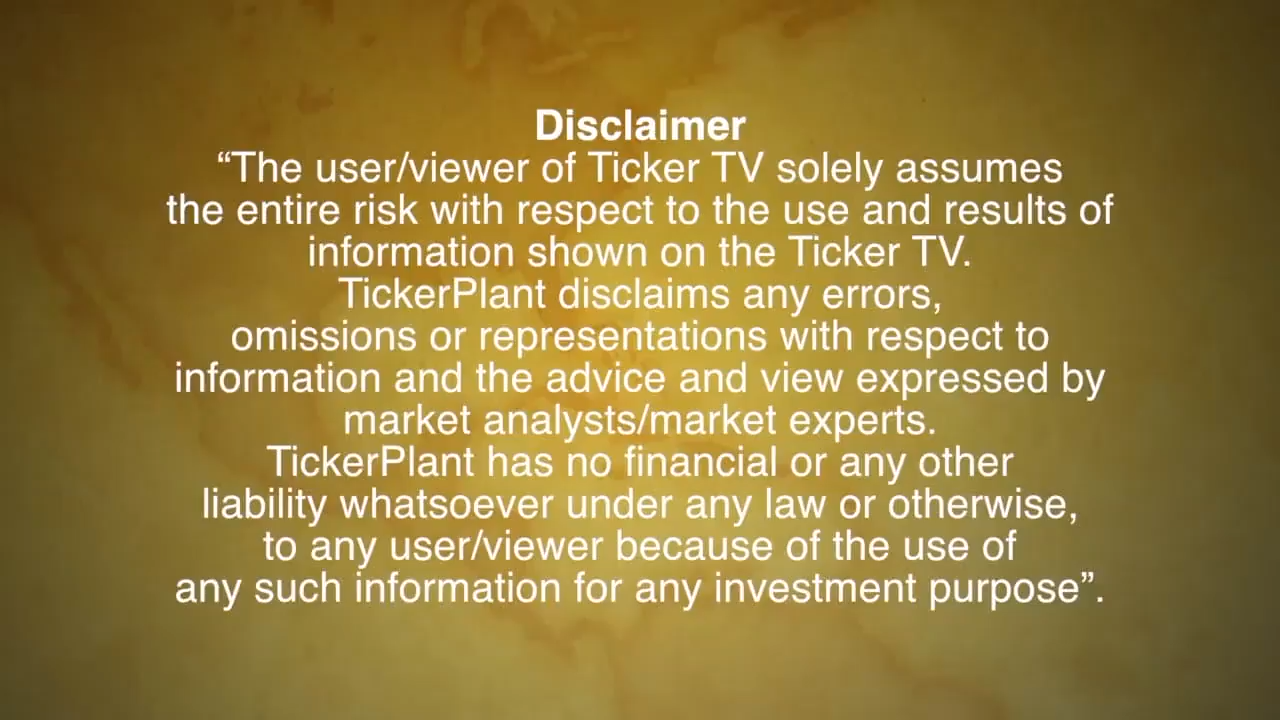 Disclaimer
“The user/viewer of Ticker TV solely assumes
the entire risk with respect to the use and results of
information shown on the Ticker TV.
TickerPlant disclaims any errors,
omissions or representations with respect to
information and the advice and view expressed by
market analysts/market experts.
TickerPlant has no financial or any other
liability whatsoever under any law or otherwise,
to any user/viewer because of the use of
any such information for any investment purpose”.